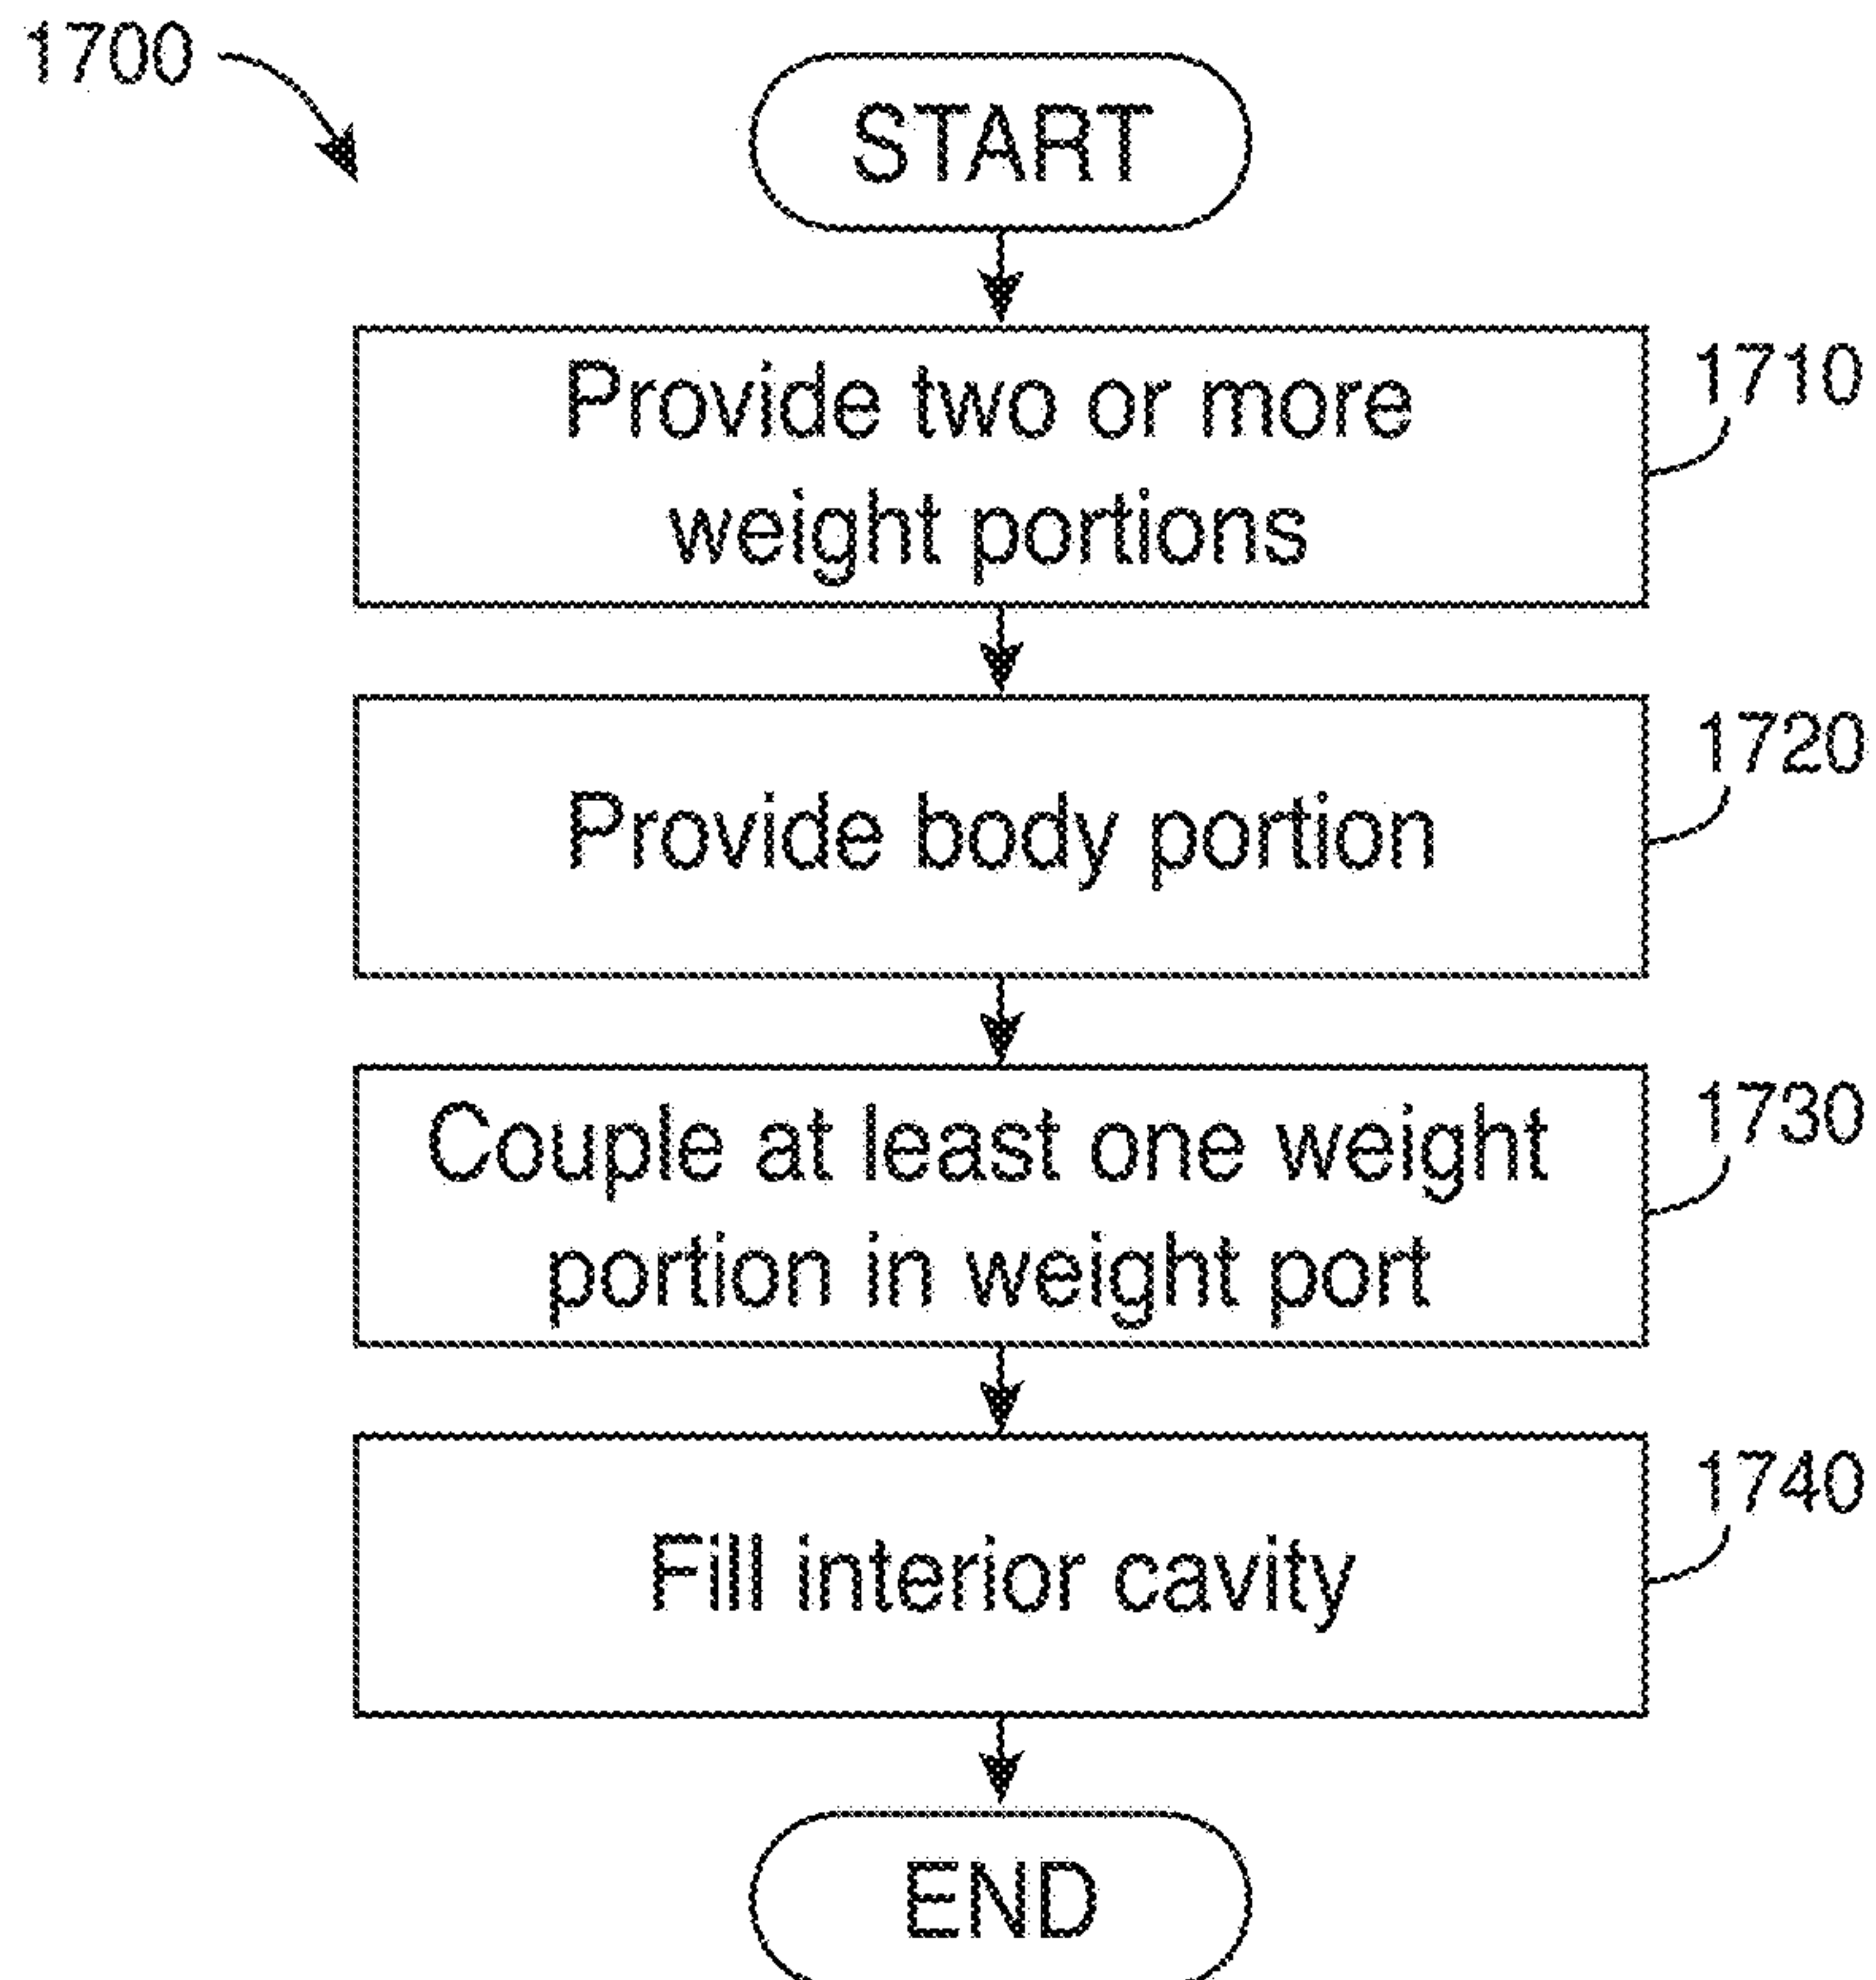 1700
START
Provide two or more
weight portions
1710
Provide body portion
1720
Couple at least one weight
portion in weight port
1730
Fill interior cavity
1740
END